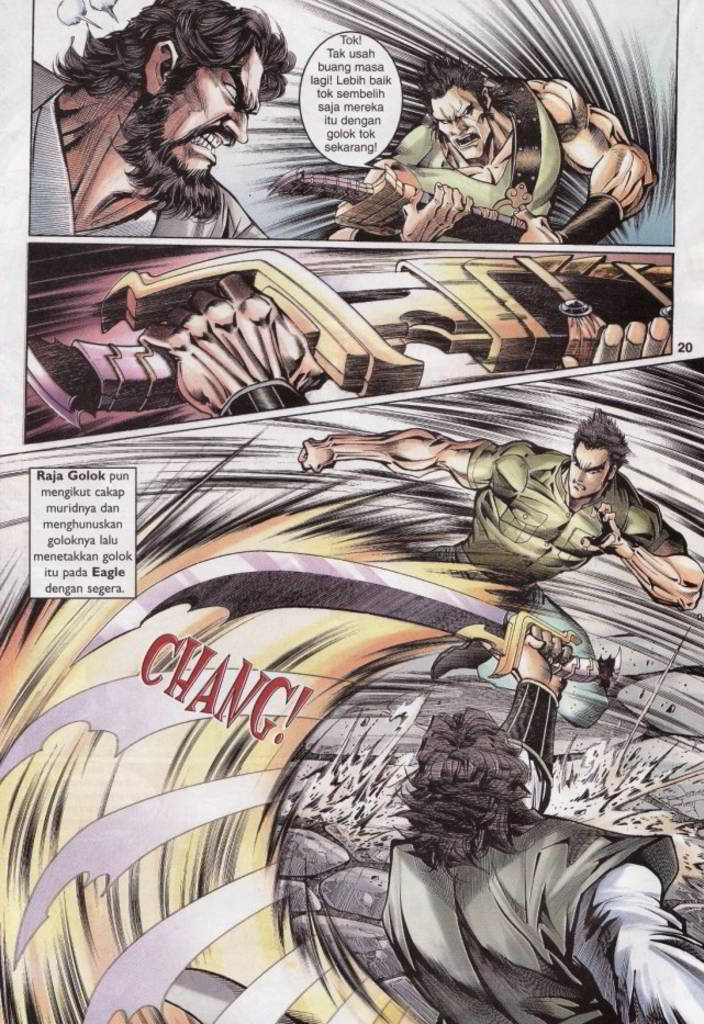 Tok!
Tak usah
buang masa
lagi! Lebih baik
tok sembelih
saja mereka
itu dengan
golok tok
sekarang!
20
Raja Golok pun
mengikut cakap
muridnya dan
menghunuskan
goloknya lalu
menetakkan golok
itu pada Eagle
dengan segera.
CHANG!